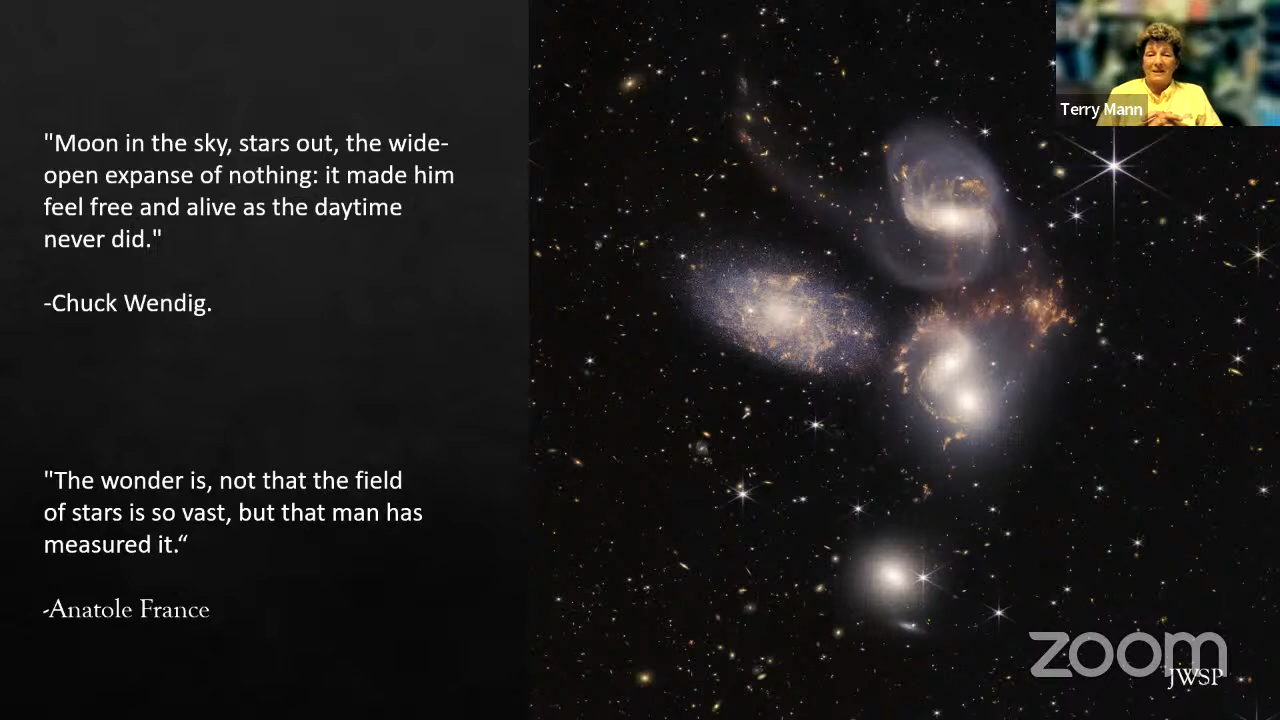 "Moon in the sky, stars out, the wide-
open expanse of nothing: it made him
feel free and alive as the daytime
never did."
-Chuck Wendig.
"The wonder is, not that the field
of stars is so vast, but that man has
measured it.“
-Anatole France
Terry Mann
zoom
JWSP